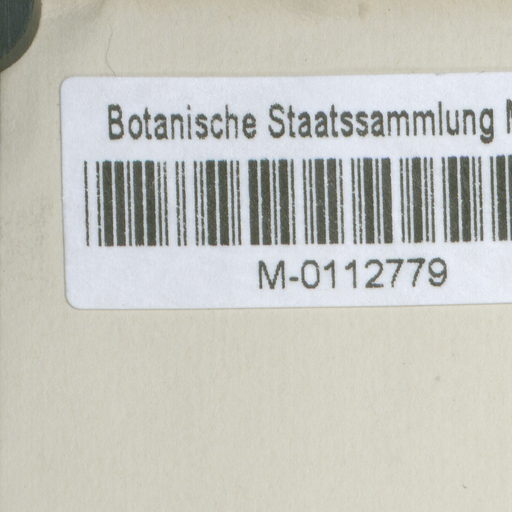 Botanische Staatssammlung
M-0112779